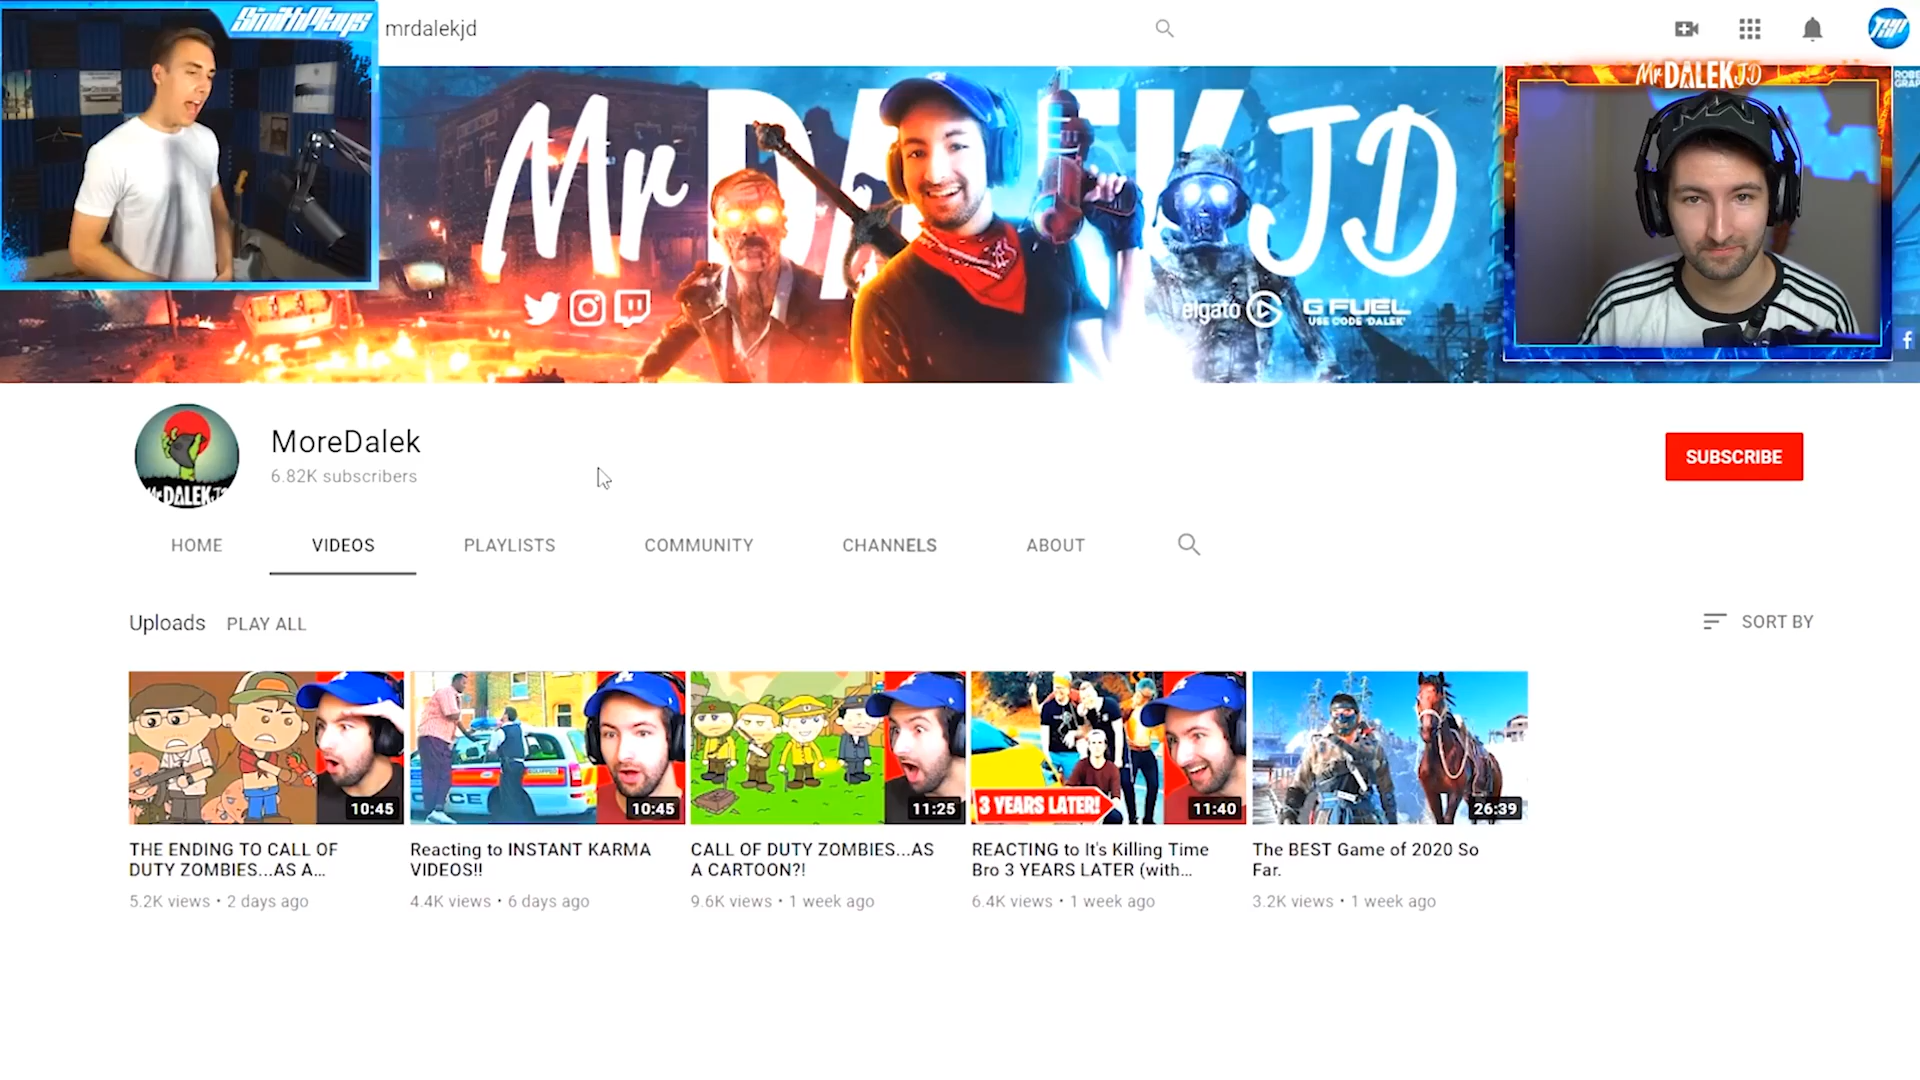 SmithPlays
mrdalekjd
Mr DALEKJD
Mr DALEK JD
elgato
G FUEL
USE CODE 'DALEK'
Mr DALEKJD
MoreDalek
6.82K subscribers
SUBSCRIBE
HOME
VIDEOS
PLAYLISTS
COMMUNITY
CHANNELS
ABOUT
Uploads
PLAY ALL
SORT BY
10:45
10:45
3 YEARS LATER!
11:25
11:40
26:39
THE ENDING TO CALL OF
DUTY ZOMBIES...AS A...
5.2K views • 2 days ago
Reacting to INSTANT KARMA
VIDEOS!!
4.4K views • 6 days ago
CALL OF DUTY ZOMBIES...AS
A CARTOON?!
9.6K views • 1 week ago
REACTING to It's Killing Time
Bro 3 YEARS LATER (with...
6.4K views • 1 week ago
The BEST Game of 2020 So
Far.
3.2K views • 1 week ago